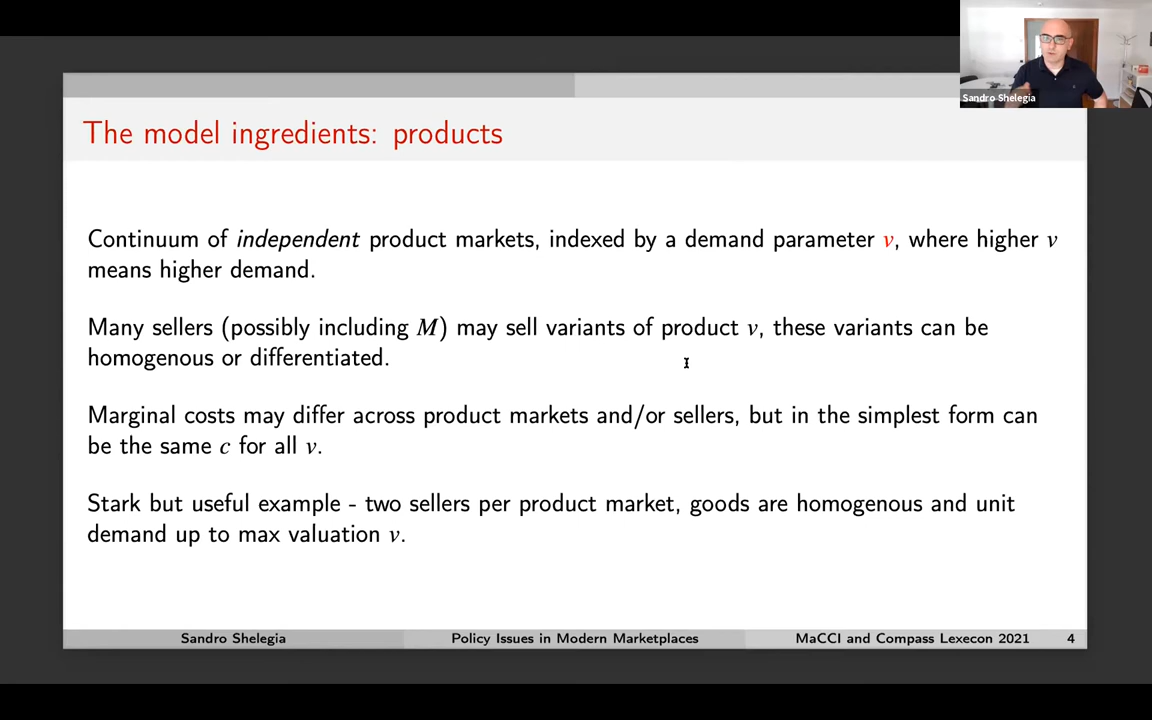 Sandro Shelegia
The model ingredients: products
Continuum of independent product markets, indexed by a demand parameter v, where higher v
means higher demand.
Many sellers (possibly including M) may sell variants of product v, these variants can be
homogenous or differentiated.
Marginal costs may differ across product markets and/or sellers, but in the simplest form can
be the same c for all v.
Stark but useful example - two sellers per product market, goods are homogenous and unit
demand up to max valuation v.
Sandro Shelegia Policy Issues in Modern Marketplaces MaCCI and Compass Lexecon 2021 4